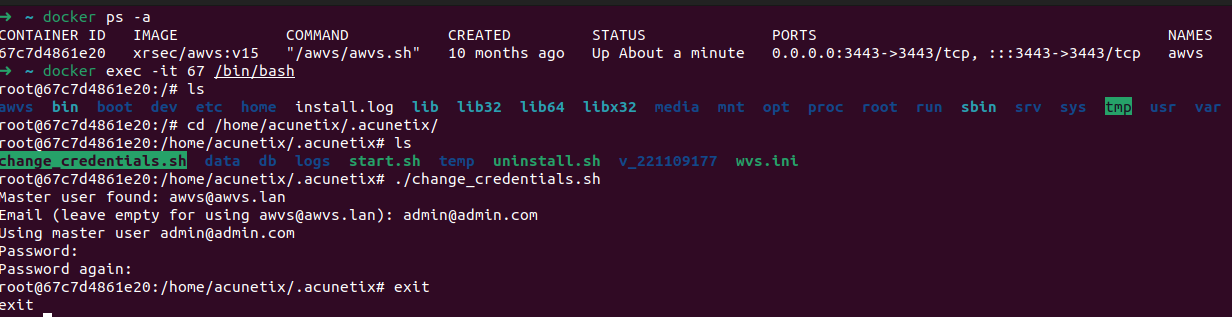 → ~ docker ps -a
CONTAINER ID   IMAGE            COMMAND           CREATED         STATUS              PORTS                                       NAMES
67c7d4861e20   xrsec/awvs:v15   "/awvs/awvs.sh"   10 months ago   Up About a minute   0.0.0.0:3443->3443/tcp, :::3443->3443/tcp   awvs
→ ~ docker exec -it 67 /bin/bash
root@67c7d4861e20:/# ls
awvs  bin  boot  dev  etc  home  install.log  lib  lib32  lib64  libx32  media  mnt  opt  proc  root  run  sbin  srv  sys  tmp  usr  var
root@67c7d4861e20:/# cd /home/acunetix/.acunetix/
root@67c7d4861e20:/home/acunetix/.acunetix# ls
change_credentials.sh  data  db  logs  start.sh  temp  uninstall.sh  v_221109177  wvs.ini
root@67c7d4861e20:/home/acunetix/.acunetix# ./change_credentials.sh
Master user found: awvs@awvs.lan
Email (leave empty for using awvs@awvs.lan): admin@admin.com
Using master user admin@admin.com
Password:
Password again:
root@67c7d4861e20:/home/acunetix/.acunetix# exit
exit